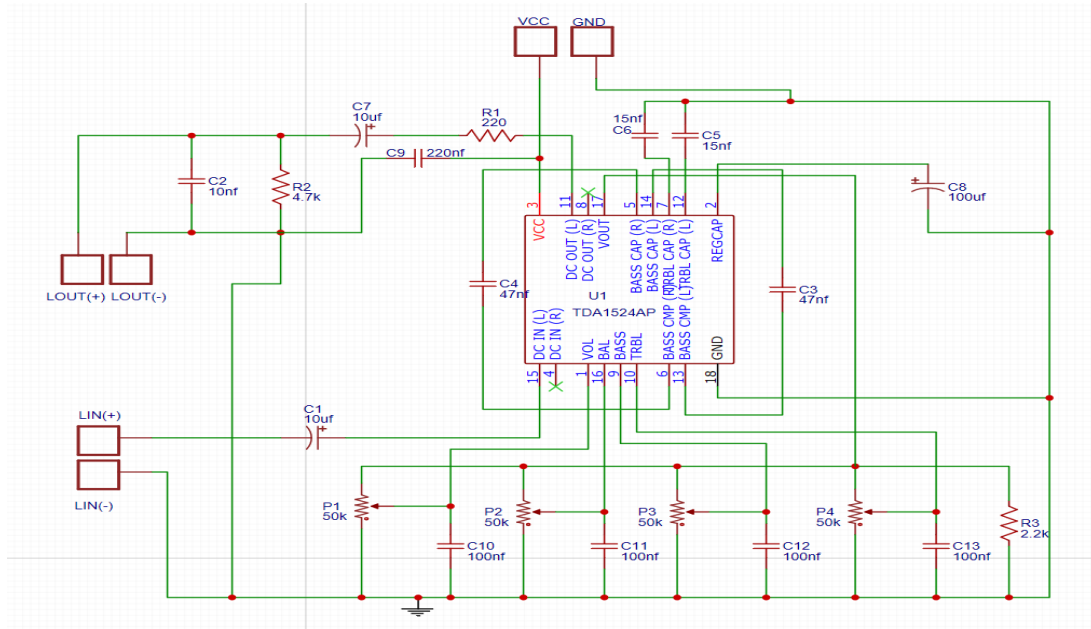 VCC GND
C7
10uf
R1
220
15nf
C6
C5
15nf
C9 220nf
C2
10nf
R2
4.7k
C8
100uf
3 11 8 17 5 14 7 12 2
VCC
DC OUT (L)
DC OUT (R)
VOUT
BASS CAP (R)
BASS CAP (L)
TRBL CAP (R)
TRBL CAP (L)
REGCAP
LOUT(+) LOUT(-)
C4
47nf
U1
TDA1524AP
C3
47nf
DC IN (L)
DC IN (R)
VOL
BAL
BASS
TRBL
BASS CMP (R)
BASS CMP (L)
GND
15 4 1 16 9 10 6 13 18
LIN(+)
C1
10uf
LIN(-)
P1
50k
P2
50k
P3
50k
P4
50k
R3
2.2k
C10
100nf
C11
100nf
C12
100nf
C13
100nf